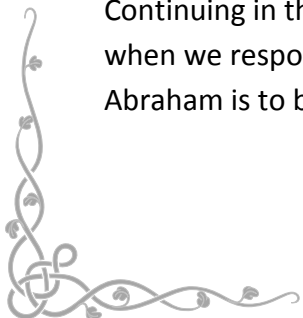 Continuing in th
when we respo
Abraham is to b